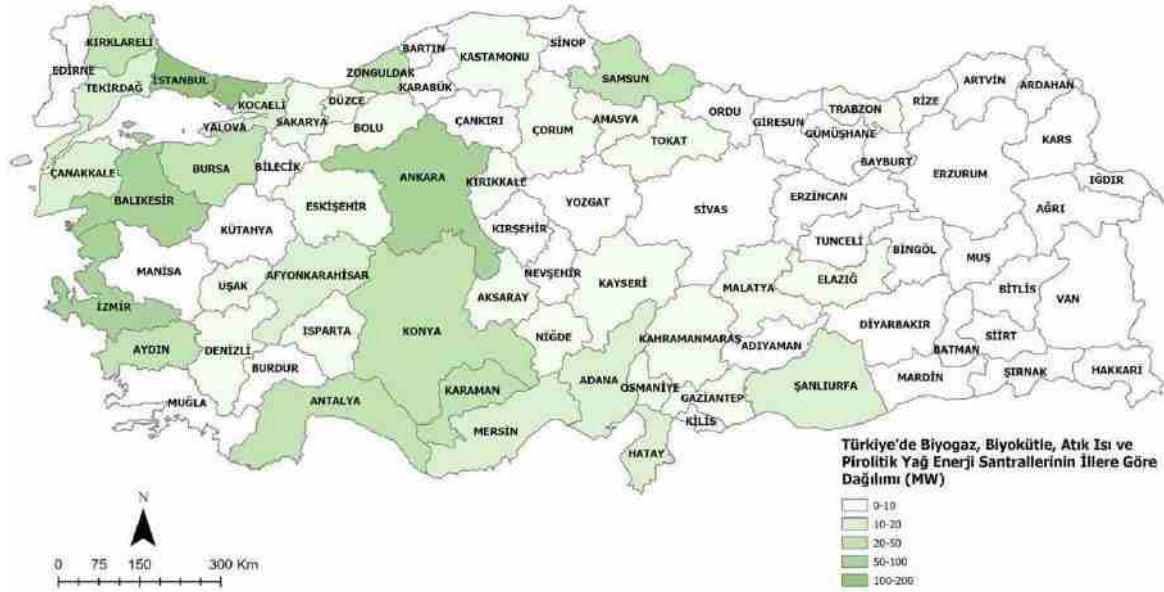 KIRKLARELİ
EDİRNE
TEKİRDAĞ
İSTANBUL
KOCAELİ
YALOVA
SAKARYA
DÜZCE
ZONGULDAK
BARTIN
KARABÜK
KASTAMONU
SİNOP
SAMSUN
BOLU
ÇANKIRI
ÇORUM
AMASYA
TOKAT
ORDU
GİRESUN
TRABZON
GÜMÜŞHANE
RİZE
BAYBURT
ARTVİN
ARDAHAN
KARS
IĞDIR
AĞRI
ERZURUM
ERZİNCAN
ÇANAKKALE
BALIKESİR
BURSA
BİLECİK
ESKİŞEHİR
ANKARA
KIRIKKALE
KIRŞEHİR
YOZGAT
SİVAS
TUNCELİ
BİNGÖL
MUŞ
BİTLİS
VAN
KÜTAHYA
MANİSA
UŞAK
AFYONKARAHİSAR
İZMİR
AYDIN
DENİZLİ
ISPARTA
BURDUR
MUĞLA
ANTALYA
KONYA
AKSARAY
NEVŞEHİR
NİĞDE
KAYSERİ
MALATYA
ELAZIĞ
DİYARBAKIR
BATMAN
SİİRT
ŞIRNAK
HAKKARİ
MARDİN
ŞANLIURFA
ADIYAMAN
KAHRAMANMARAŞ
GAZİANTEP
KİLİS
OSMANİYE
ADANA
HATAY
MERSİN
KARAMAN
Türkiye'de Biyogaz, Biyokütle, Atık Isı ve
Pirolitik Yağ Enerji Santrallerinin İllere Göre
Dağılımı (MW)
0-10
10-20
20-50
50-100
100-200
N
0 75 150 300 Km